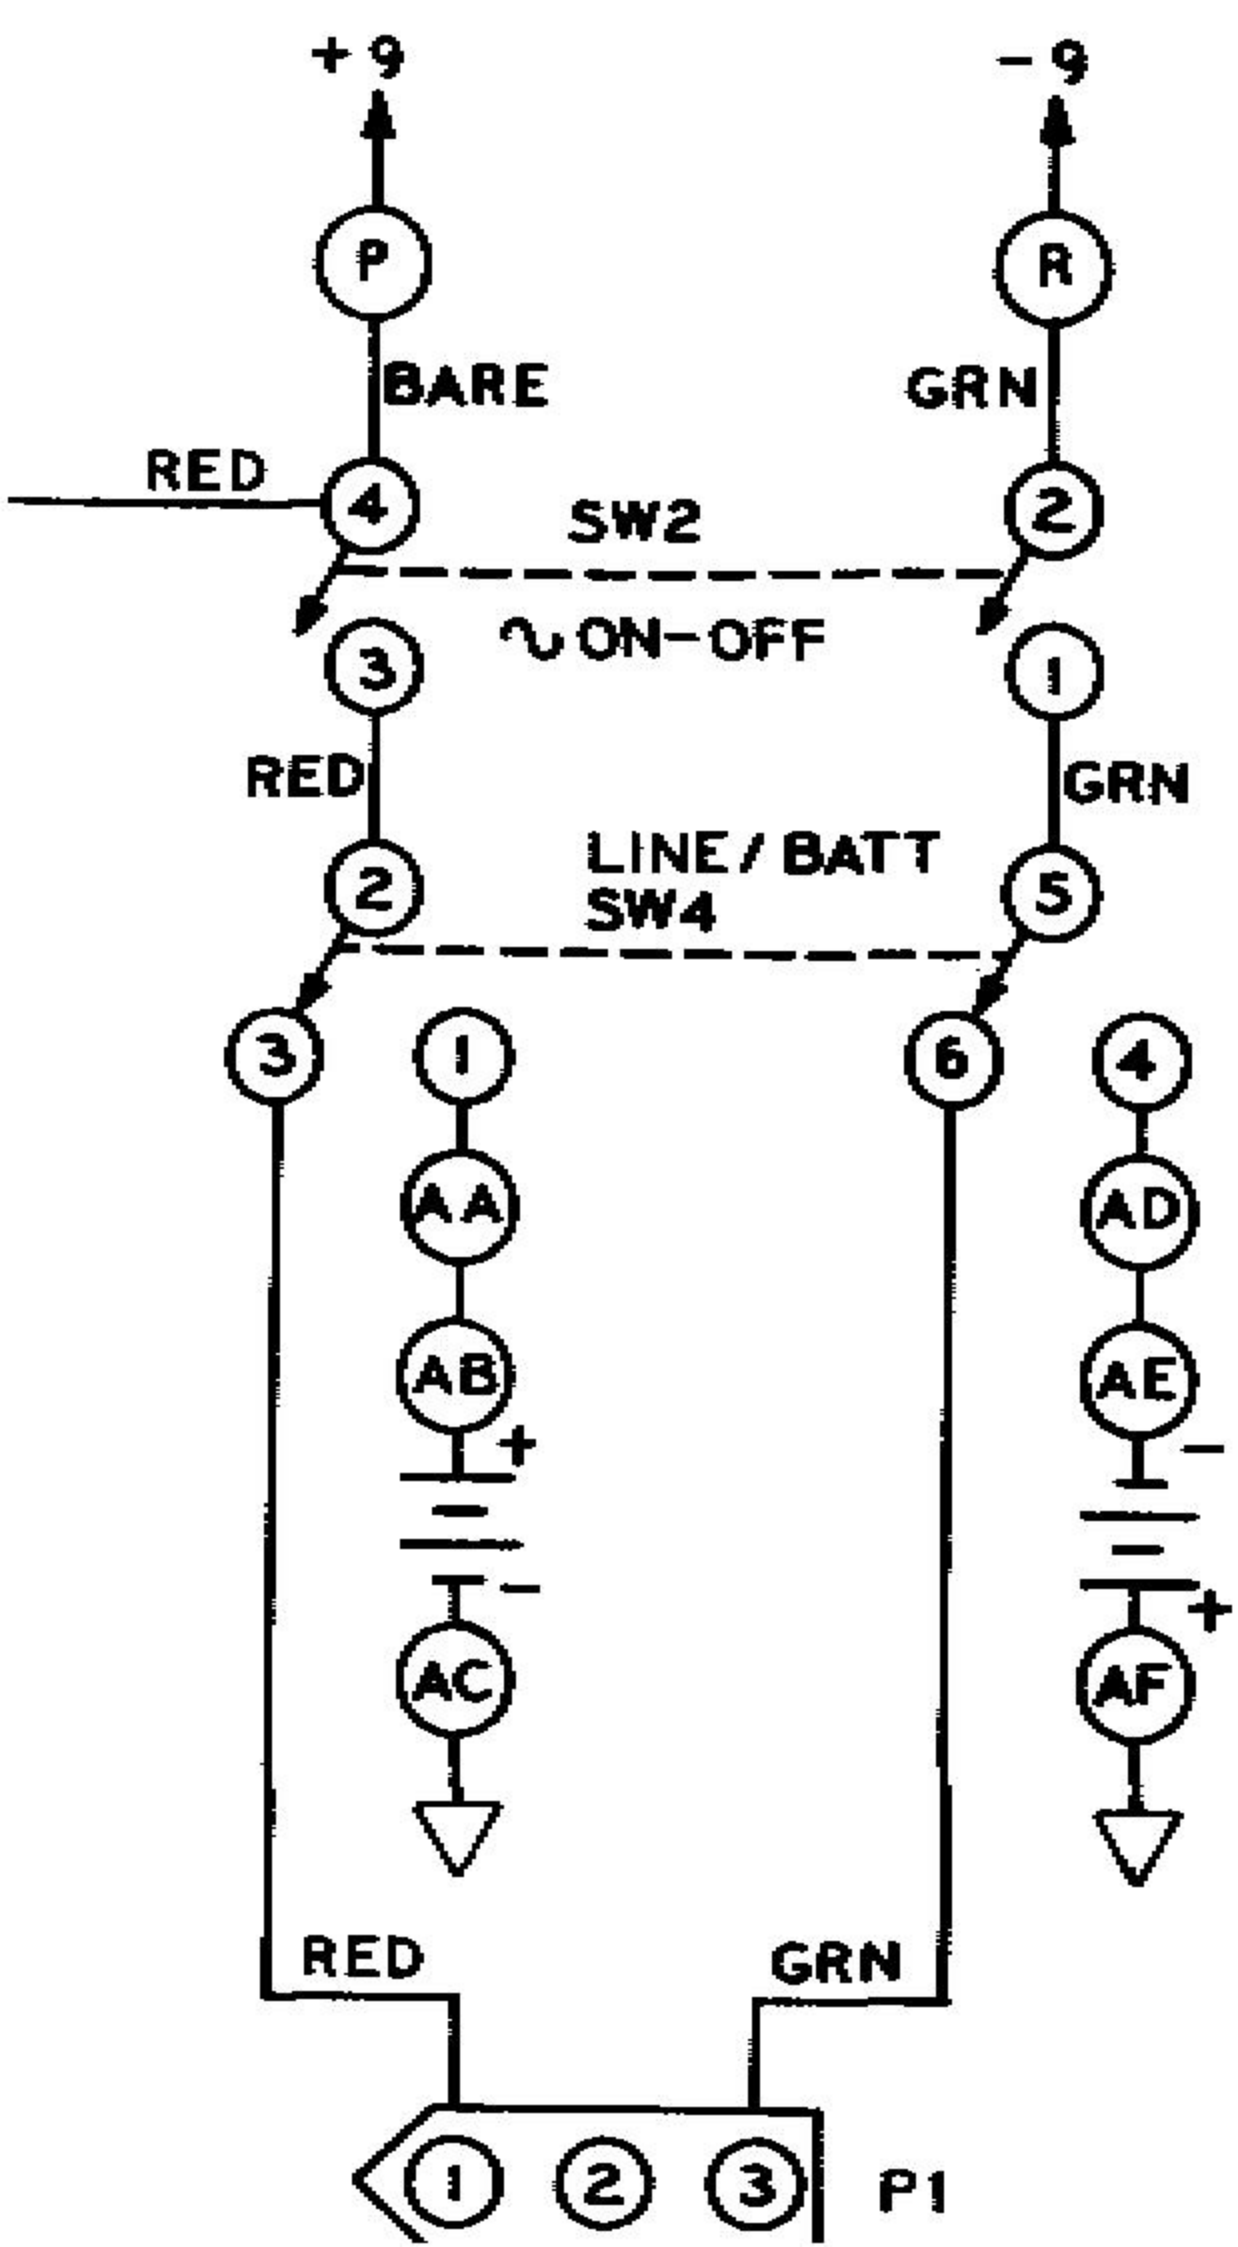 +9
-9
P
R
BARE
GRN
RED
4
SW2
2
∿ ON-OFF
3
1
RED
GRN
LINE/BATT
SW4
2
5
3
1
6
4
AA
AD
AB
AE
+
-
-
+
AC
AF
RED
GRN
1
2
3
P1